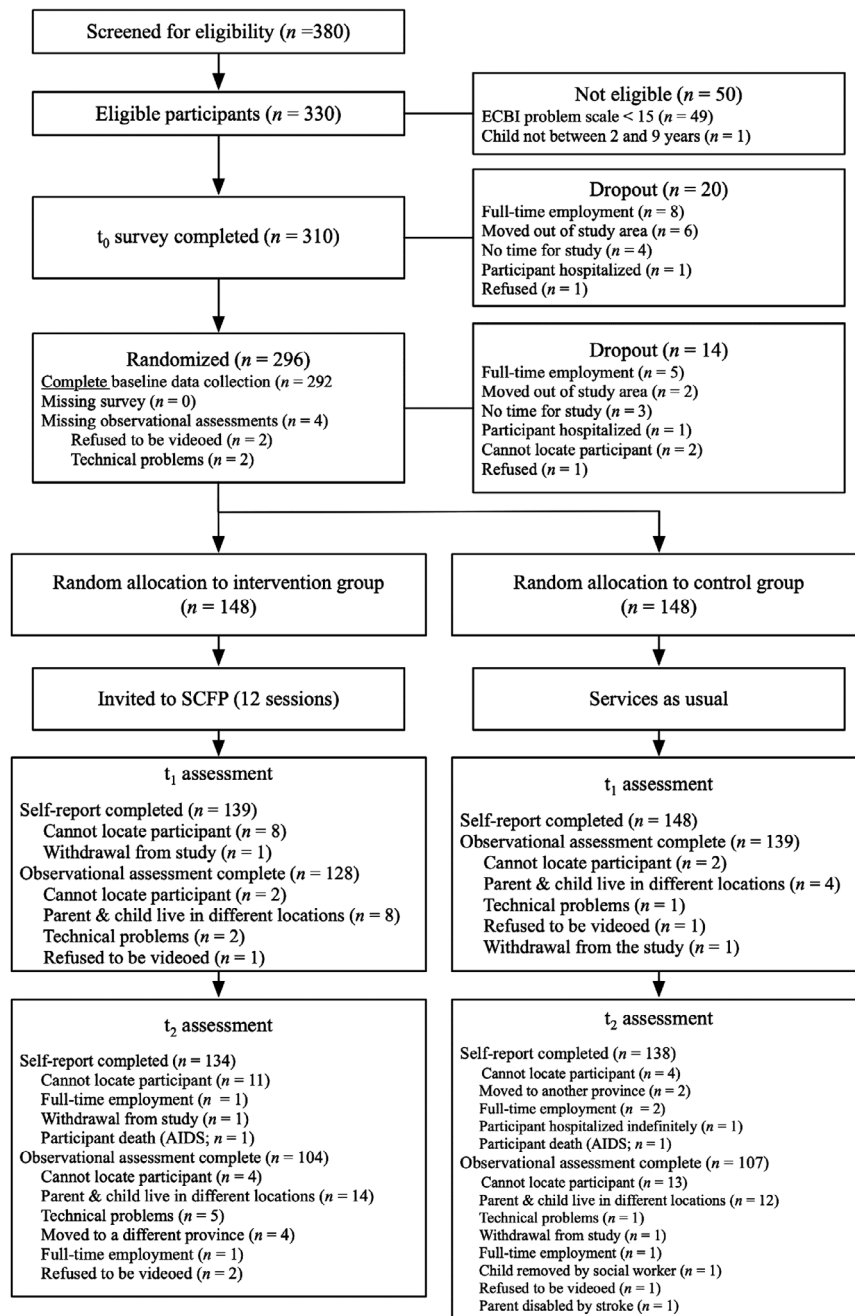 Screened for eligibility (n =380)
Eligible participants (n = 330)
Not eligible (n = 50)
ECBI problem scale < 15 (n = 49)
Child not between 2 and 9 years (n = 1)
t0 survey completed (n = 310)
Dropout (n = 20)
Full-time employment (n = 8)
Moved out of study area (n = 6)
No time for study (n = 4)
Participant hospitalized (n = 1)
Refused (n = 1)
Randomized (n = 296)
Complete baseline data collection (n = 292
Missing survey (n = 0)
Missing observational assessments (n = 4)
Refused to be videoed (n = 2)
Technical problems (n = 2)
Dropout (n = 14)
Full-time employment (n = 5)
Moved out of study area (n = 2)
No time for study (n = 3)
Participant hospitalized (n = 1)
Cannot locate participant (n = 2)
Refused (n = 1)
Random allocation to intervention group
(n = 148)
Random allocation to control group
(n = 148)
Invited to SCFP (12 sessions)
Services as usual
t1 assessment
Self-report completed (n = 139)
Cannot locate participant (n = 8)
Withdrawal from study (n = 1)
Observational assessment complete (n = 128)
Cannot locate participant (n = 2)
Parent & child live in different locations (n = 8)
Technical problems (n = 2)
Refused to be videoed (n = 1)
t1 assessment
Self-report completed (n = 148)
Observational assessment complete (n = 139)
Cannot locate participant (n = 2)
Parent & child live in different locations (n = 4)
Technical problems (n = 1)
Refused to be videoed (n = 1)
Withdrawal from the study (n = 1)
t2 assessment
Self-report completed (n = 134)
Cannot locate participant (n = 11)
Full-time employment (n = 1)
Withdrawal from study (n = 1)
Participant death (AIDS; n = 1)
Observational assessment complete (n = 104)
Cannot locate participant (n = 4)
Parent & child live in different locations (n = 14)
Technical problems (n = 5)
Moved to a different province (n = 4)
Full-time employment (n = 1)
Refused to be videoed (n = 2)
t2 assessment
Self-report completed (n = 138)
Cannot locate participant (n = 4)
Moved to another province (n = 2)
Full-time employment (n = 2)
Participant hospitalized indefinitely (n = 1)
Participant death (AIDS; n = 1)
Observational assessment complete (n = 107)
Cannot locate participant (n = 13)
Parent & child live in different locations (n = 12)
Technical problems (n = 1)
Withdrawal from study (n = 1)
Full-time employment (n = 1)
Child removed by social worker (n = 1)
Refused to be videoed (n = 1)
Parent disabled by stroke (n = 1)